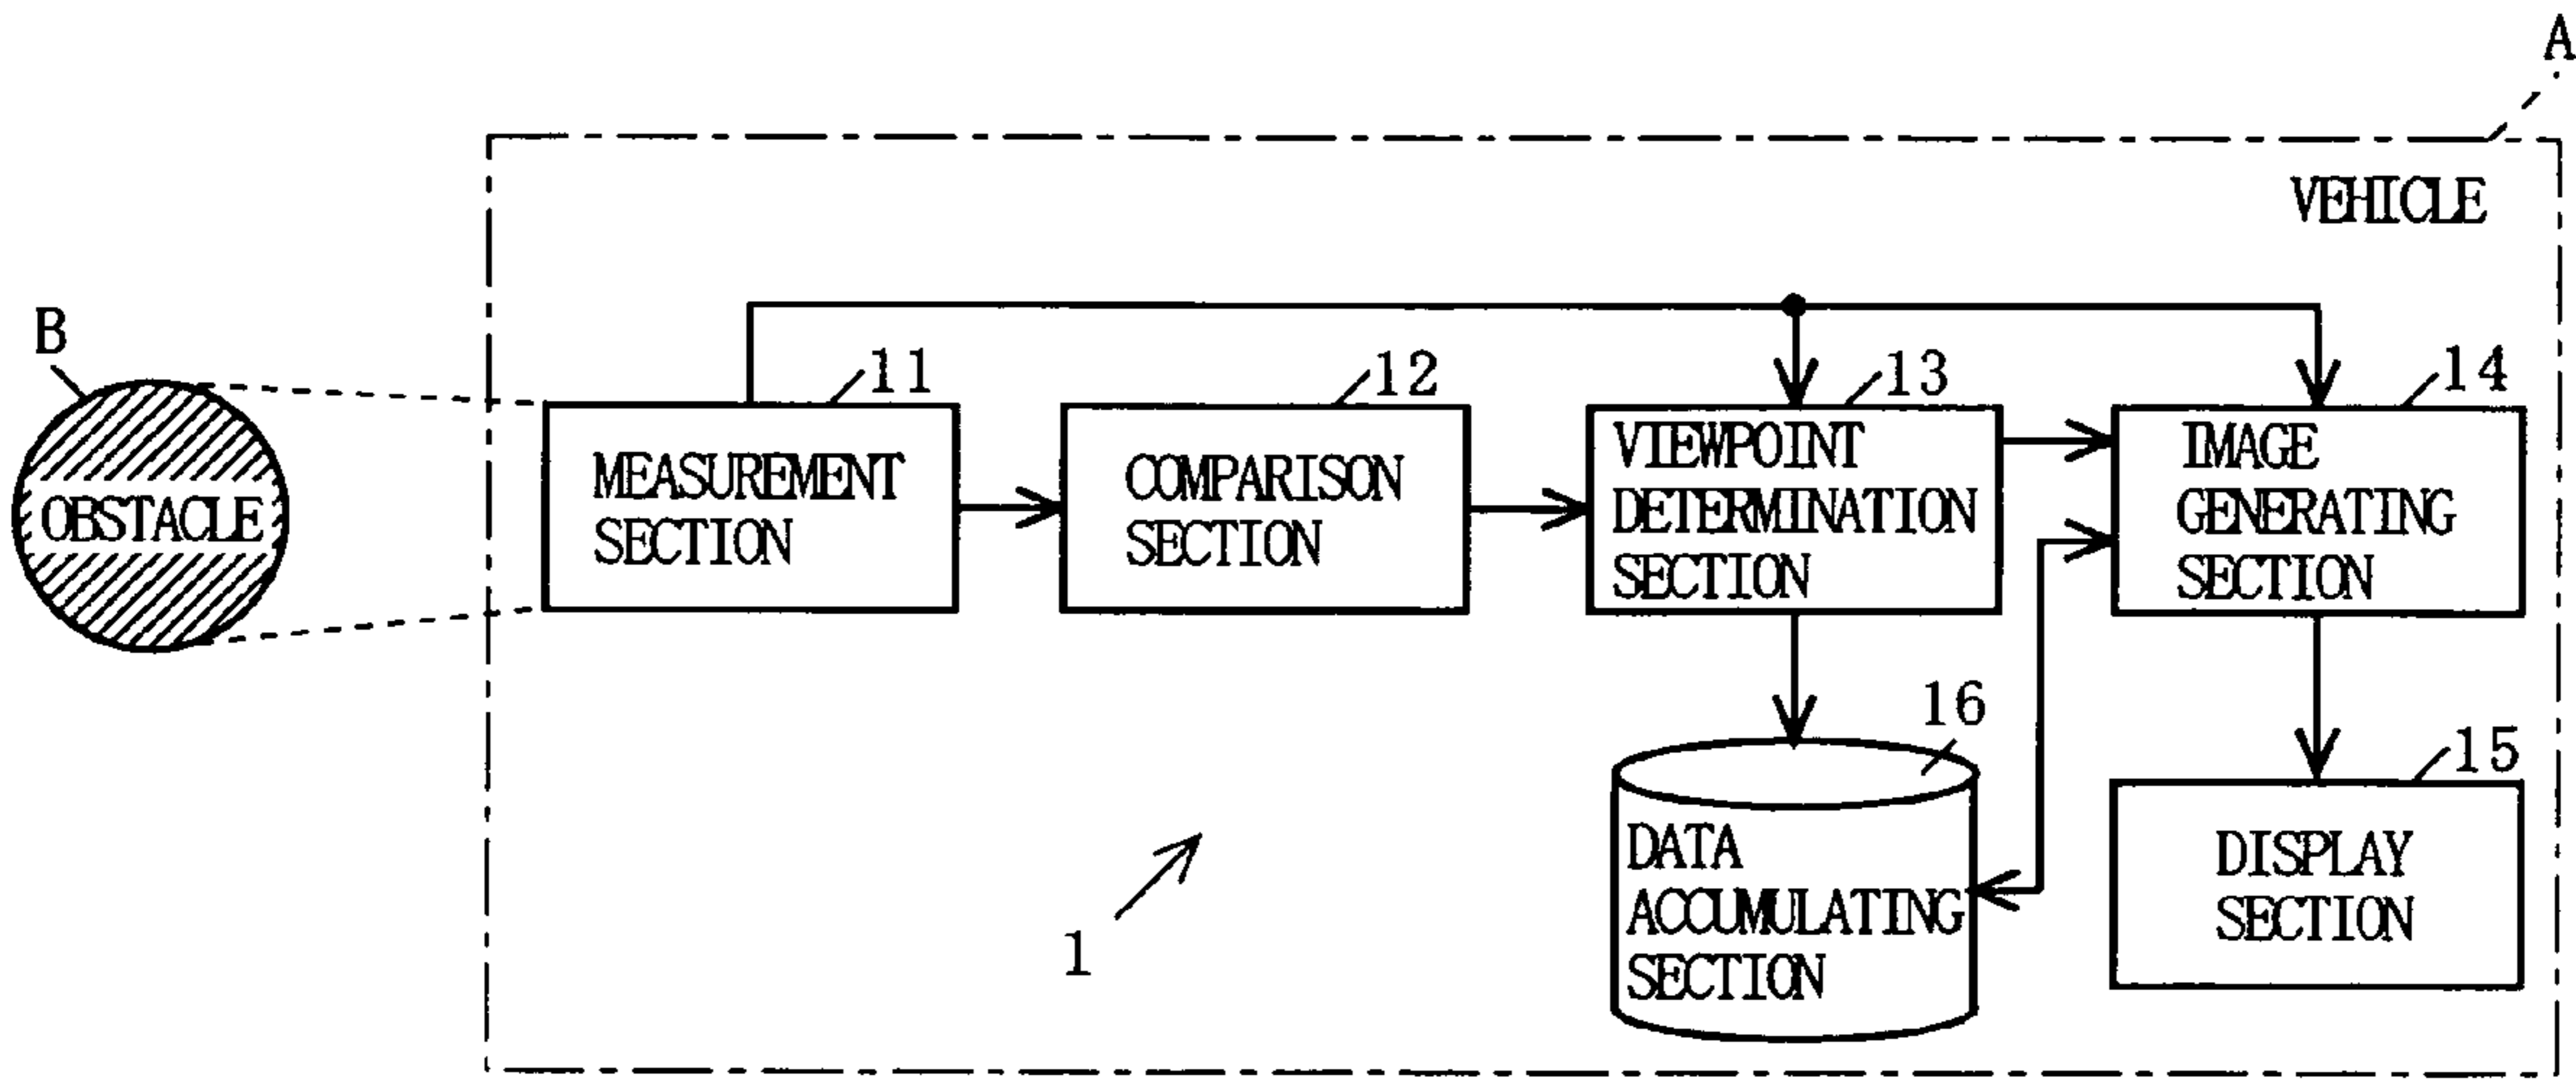 A
VEHICLE
B
OBSTACLE
11
MEASUREMENT
SECTION
12
COMPARISON
SECTION
13
VIEWPOINT
DETERMINATION
SECTION
14
IMAGE
GENERATING
SECTION
16
DATA
ACCUMULATING
SECTION
15
DISPLAY
SECTION
1